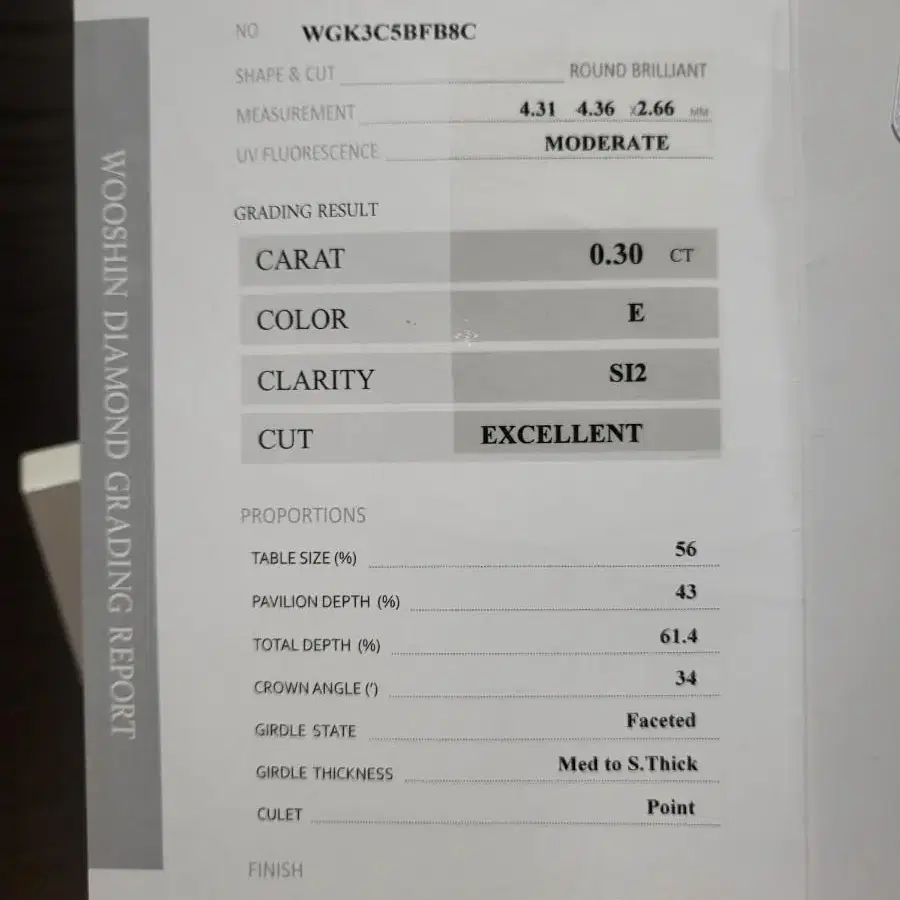 WOOSHIN DIAMOND GRADING REPORT
NO WGK3C5BFB8C
SHAPE & CUT ROUND BRILLIANT
MEASUREMENT 4.31 4.36 x2.66 MM
UV FLUORESCENCE MODERATE
GRADING RESULT
CARAT 0.30 CT
COLOR E
CLARITY SI2
CUT EXCELLENT
PROPORTIONS
TABLE SIZE (%) 56
PAVILION DEPTH (%) 43
TOTAL DEPTH (%) 61.4
CROWN ANGLE (') 34
GIRDLE STATE Faceted
GIRDLE THICKNESS Med to S.Thick
CULET Point
FINISH